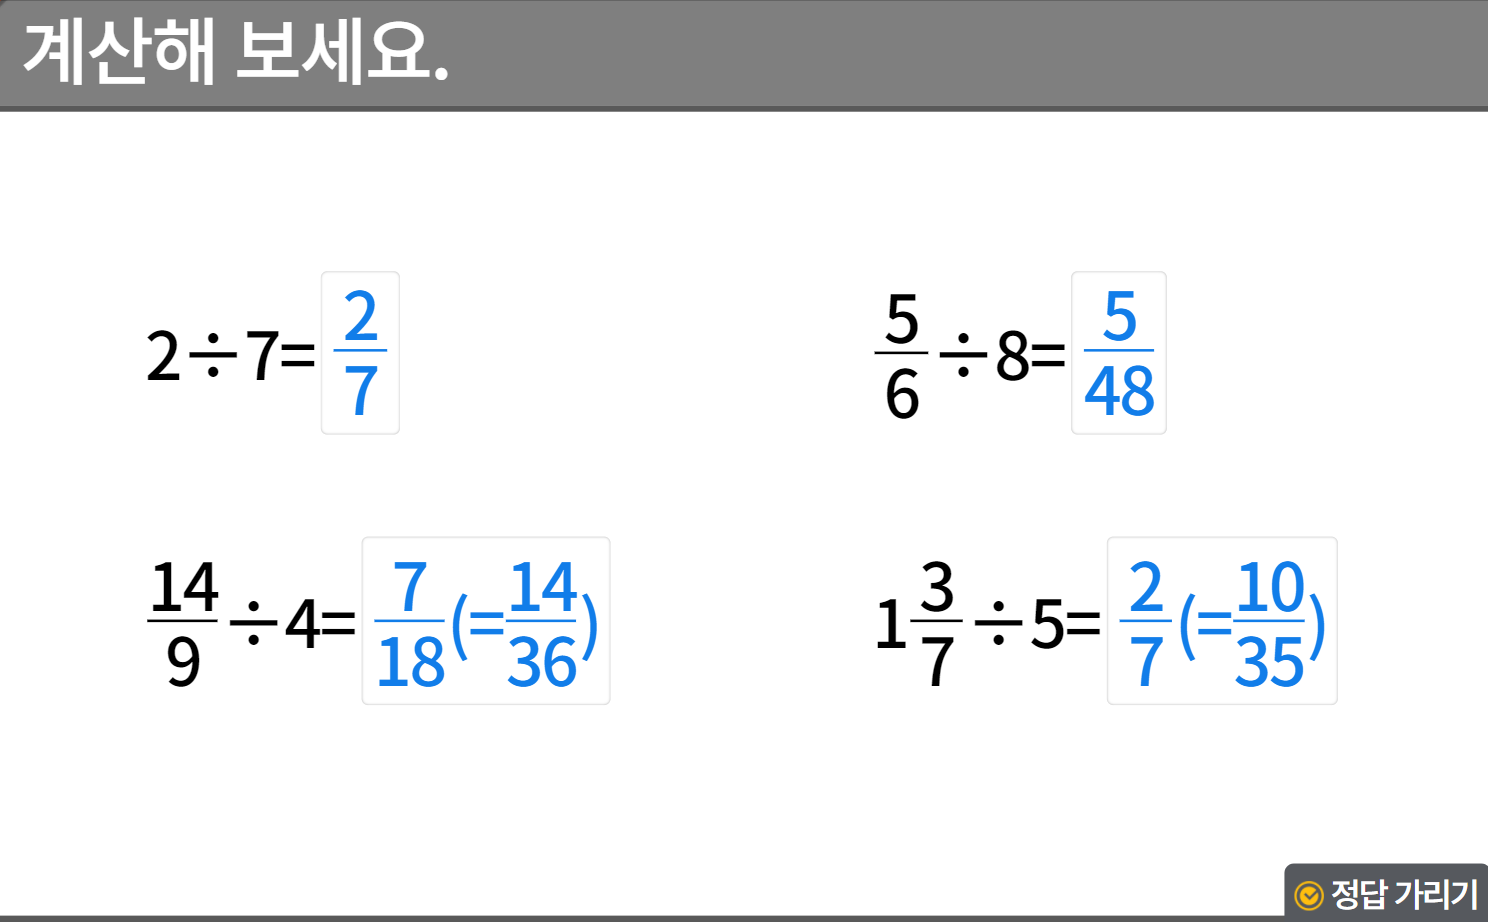 계산해 보세요.
2÷7= 2/7
5/6 ÷8= 5/48
14/9 ÷4= 7/18 (= 14/36)
1 3/7 ÷5= 2/7 (= 10/35)
정답 가리기